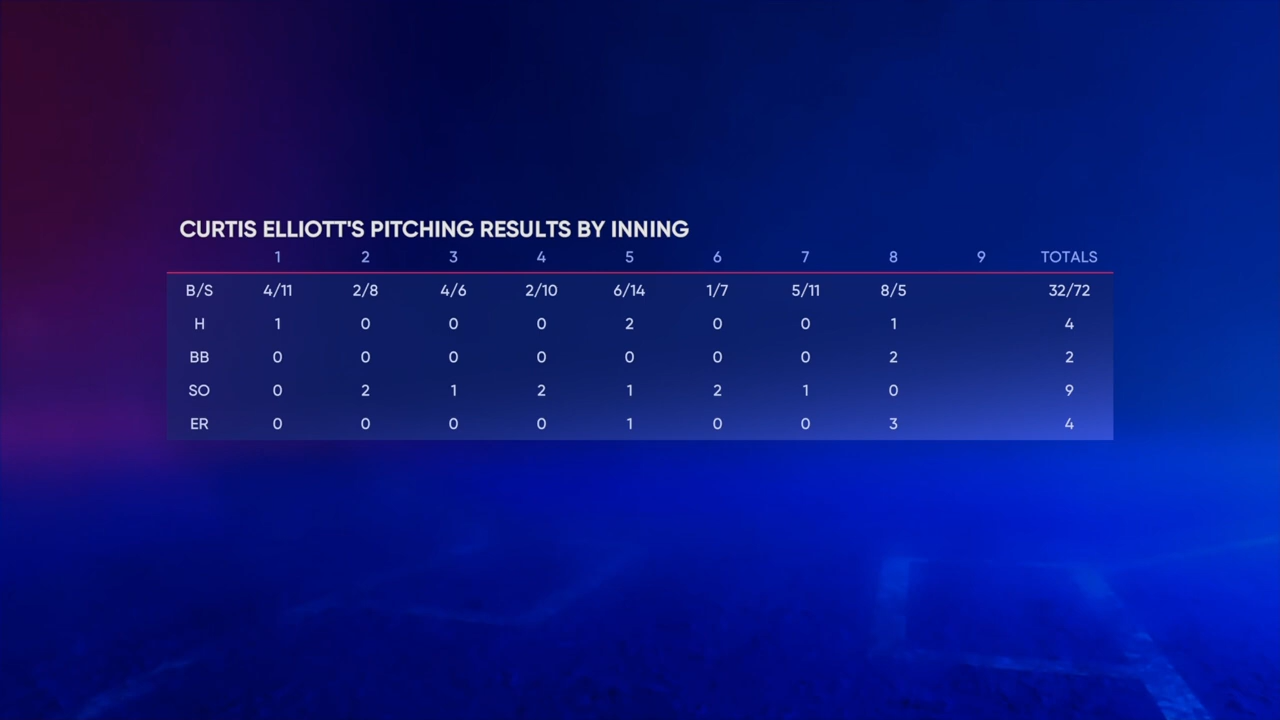 CURTIS ELLIOTT'S PITCHING RESULTS BY INNING
1 2 3 4 5 6 7 8 9 TOTALS
B/S 4/11 2/8 4/6 2/10 6/14 1/7 5/11 8/5 32/72
H 1 0 0 0 2 0 0 1 4
BB 0 0 0 0 0 0 0 2 2
SO 0 2 1 2 1 2 1 0 9
ER 0 0 0 0 1 0 0 3 4